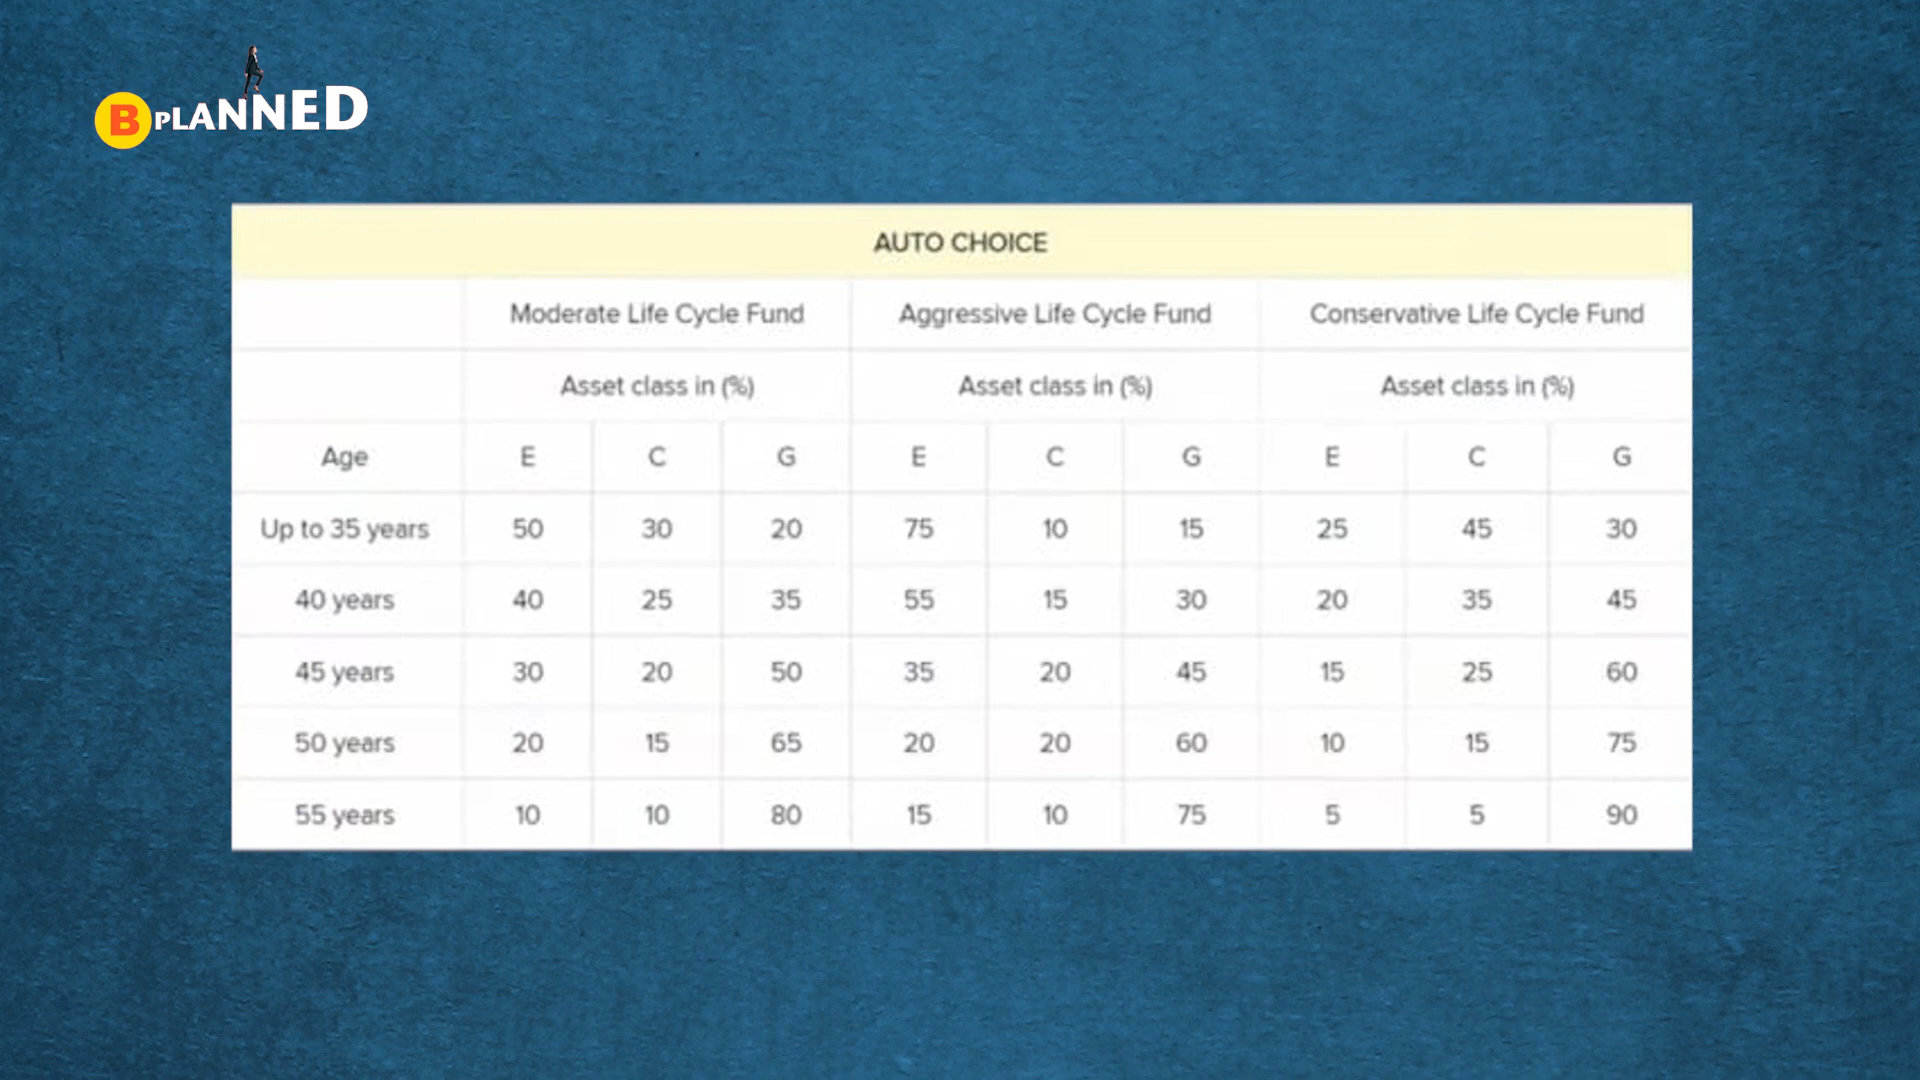 B PLANNED
AUTO CHOICE
Moderate Life Cycle Fund Aggressive Life Cycle Fund Conservative Life Cycle Fund
Asset class in (%) Asset class in (%) Asset class in (%)
Age E C G E C G E C G
Up to 35 years 50 30 20 75 10 15 25 45 30
40 years 40 25 35 55 15 30 20 35 45
45 years 30 20 50 35 20 45 15 25 60
50 years 20 15 65 20 20 60 10 15 75
55 years 10 10 80 15 10 75 5 5 90